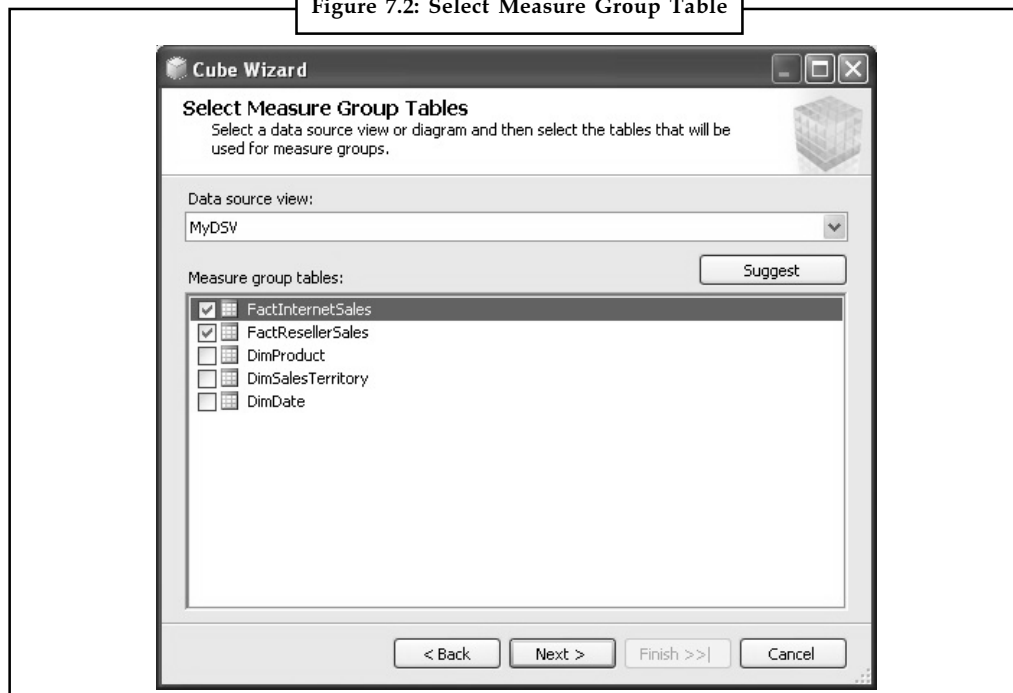 Figure 7.2: Select Measure Group Table
Cube Wizard
Select Measure Group Tables
Select a data source view or diagram and then select the tables that will be
used for measure groups.
Data source view:
MyDSV
Suggest
Measure group tables:
FactInternetSales
FactResellerSales
DimProduct
DimSalesTerritory
DimDate
< Back
Next >
Finish >>|
Cancel